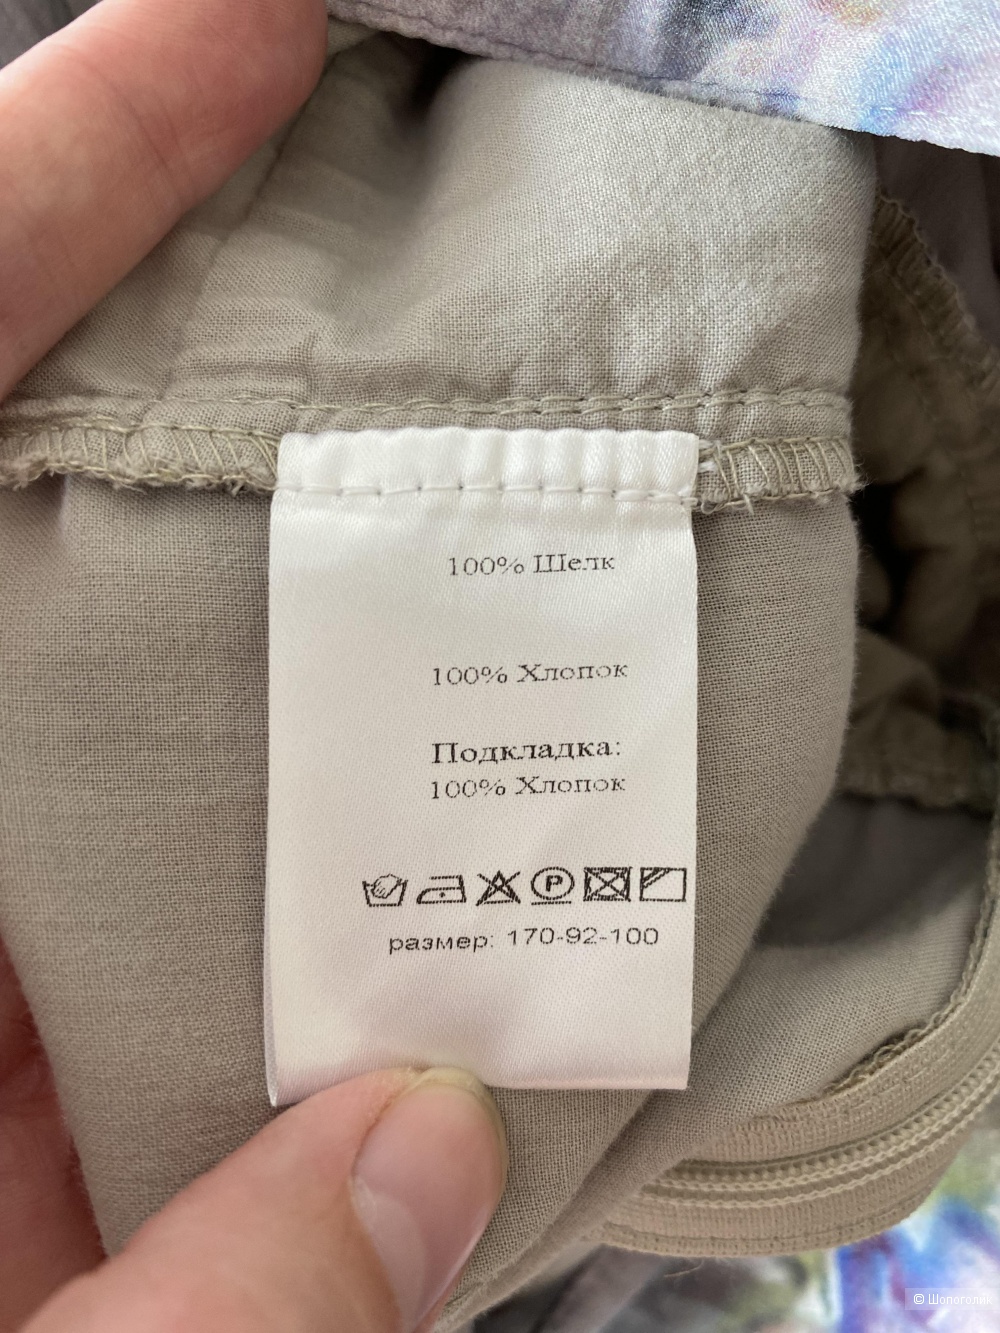 100% Шелк
100% Хлопок
Подкладка:
100% Хлопок
P
размер: 170-92-100
© Шопоголик